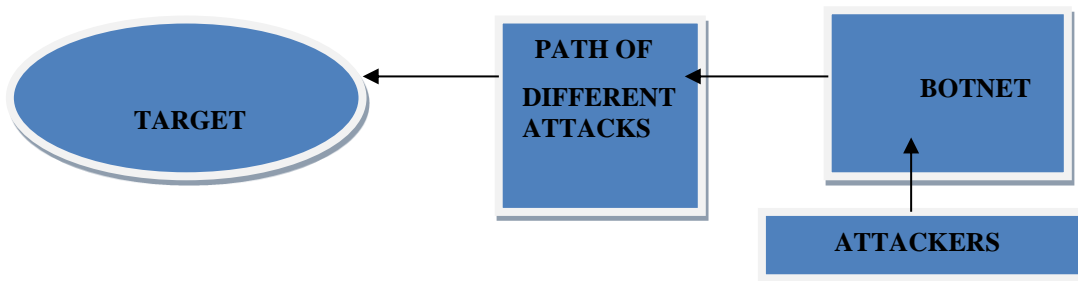 TARGET
PATH OF
DIFFERENT
ATTACKS
BOTNET
ATTACKERS